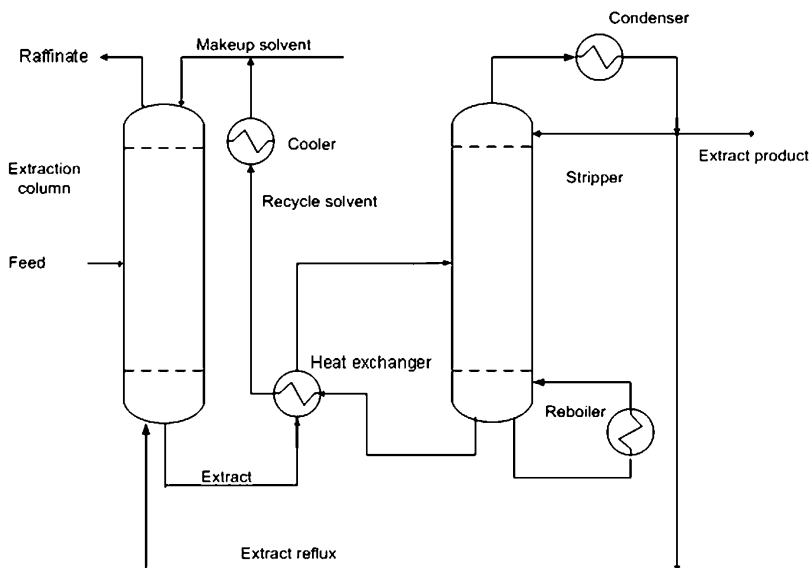 Condenser
Makeup solvent
Raffinate
Cooler
Extract product
Extraction
column
Stripper
Recycle solvent
Feed
Heat exchanger
Reboiler
Extract
Extract reflux